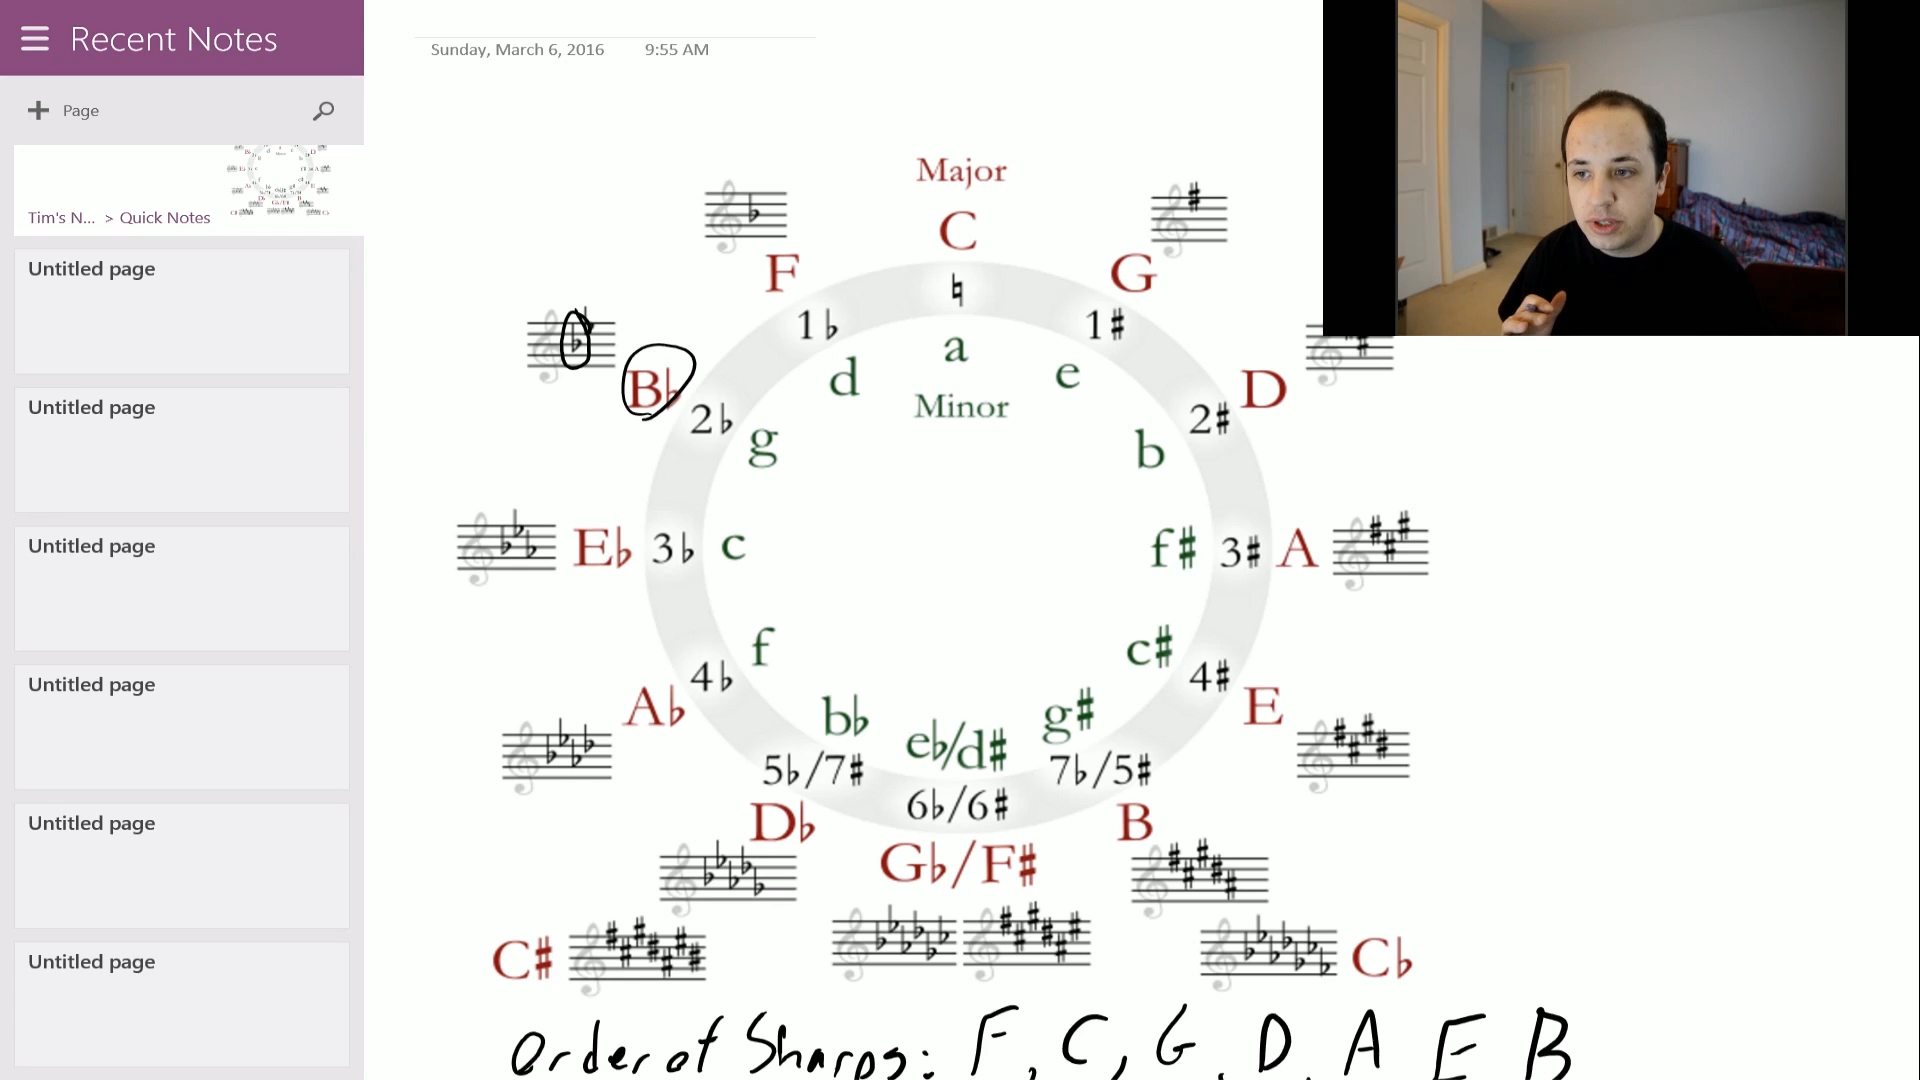 Recent Notes
Page
Tim's N... > Quick Notes
Untitled page
Untitled page
Untitled page
Untitled page
Untitled page
Untitled page
Sunday, March 6, 2016 9:55 AM
Major
C
F
G
♮
1♭
1♯
a
d
e
Minor
B♭
D
2♭
2♯
g
b
E♭
3♭
c
f♯
3♯
A
f
c♯
4♭
4♯
A♭
E
b♭
e♭/d♯
g♯
5♭/7♯
6♭/6♯
7♭/5♯
D♭
B
G♭/F♯
C♯
C♭
Order of Sharps: F, C, G, D, A E B